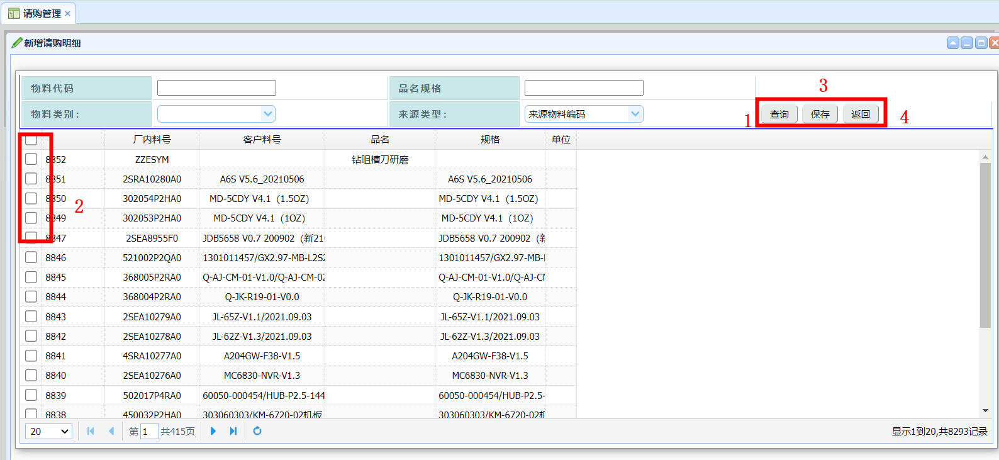 请购管理
新增请购明细
物料代码 品名规格 3
物料类别: 来源类型: 来源物料编码 1 查询 保存 返回 4
厂内料号 客户料号 品名 规格 单位
8852 ZZESYM 钻咀槽刀研磨
8851 2SRA10280A0 A6S V5.6_20210506 A6S V5.6_20210506
8850 302054P2HA0 MD-5CDY V4.1（1.5OZ） MD-5CDY V4.1（1.5OZ）
2
8849 302053P2HA0 MD-5CDY V4.1（1OZ） MD-5CDY V4.1（1OZ）
8847 2SEA8955F0 JDB5658 V0.7 200902（新21 JDB5658 V0.7 200902（新
8846 521002P2QA0 1301011457/GX2.97-MB-L2S2 1301011457/GX2.97-MB-
8845 368005P2RA0 Q-AJ-CM-01-V1.0/Q-AJ-CM-02 Q-AJ-CM-01-V1.0/Q-AJ-CM
8844 368004P2RA0 Q-JK-R19-01-V0.0 Q-JK-R19-01-V0.0
8843 2SEA10279A0 JL-65Z-V1.1/2021.09.03 JL-65Z-V1.1/2021.09.03
8842 2SEA10278A0 JL-62Z-V1.3/2021.09.03 JL-62Z-V1.3/2021.09.03
8841 4SRA10277A0 A204GW-F38-V1.5 A204GW-F38-V1.5
8840 2SEA10276A0 MC6830-NVR-V1.3 MC6830-NVR-V1.3
8839 502017P4RA0 60050-000454/HUB-P2.5-144 60050-000454/HUB-P2.5-
8838 450032P2HA0 303060303/KM-6720-02机板 303060303/KM-6720-02机
20 第 1 共415页 显示1到20,共8293记录